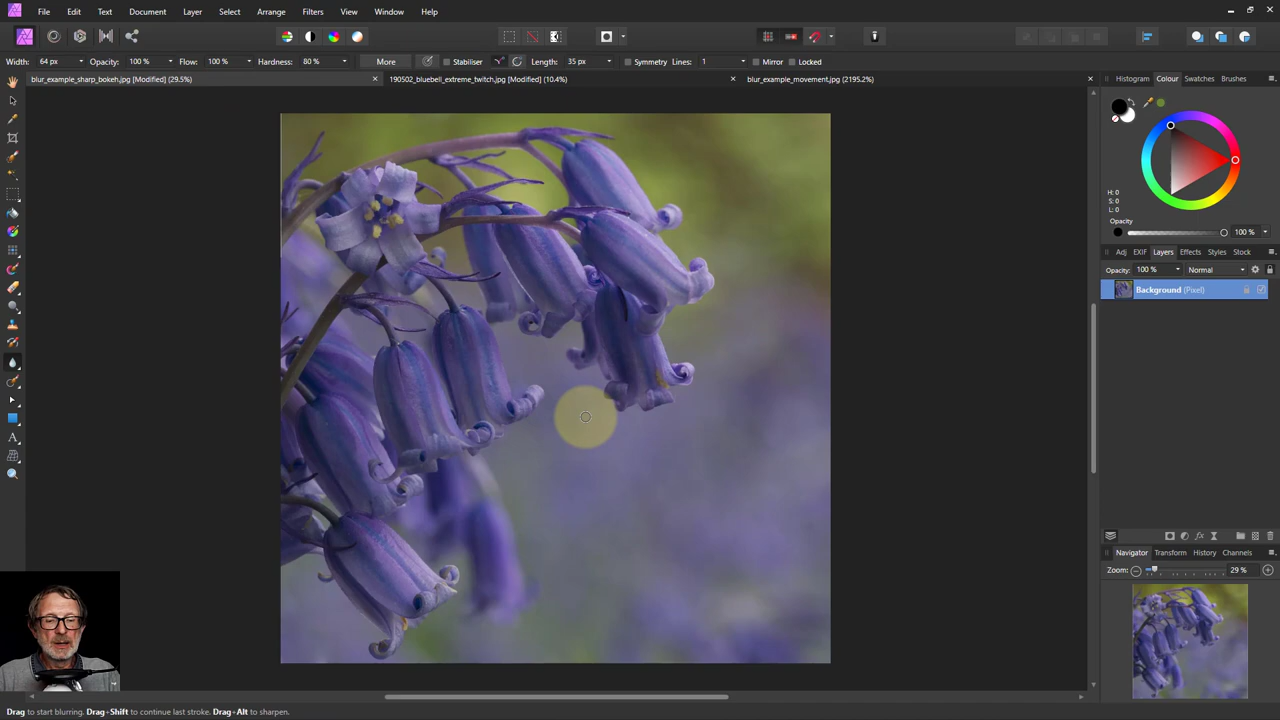 File Edit Text Document Layer Select Arrange Filters View Window Help
Width: 64 px Opacity: 100 % Flow: 100 % Hardness: 80 % More Stabiliser Length: 35 px Symmetry Lines: 1 Mirror Locked
blur_example_sharp_bokeh.jpg [Modified] (29.5%) 190502_bluebell_extreme_twitch.jpg [Modified] (10.4%) blur_example_movement.jpg (2195.2%)
Histogram Colour Swatches Brushes
H: 0
S: 0
L: 0
Opacity
100 %
Adj EXIF Layers Effects Styles Stock
Opacity: 100 % Normal
Background (Pixel)
Navigator Transform History Channels
Zoom: 29 %
Drag to start blurring. Drag+Shift to continue last stroke. Drag+Alt to sharpen.